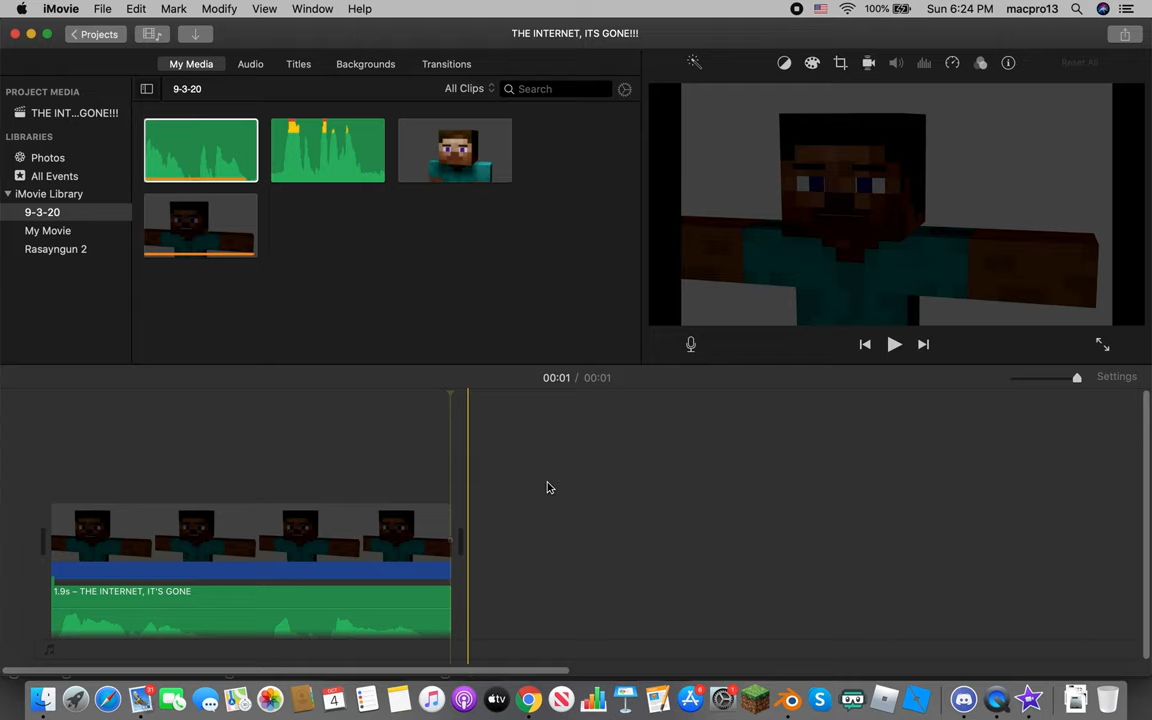 iMovie File Edit Mark Modify View Window Help 100% Sun 6:24 PM macpro13
Projects THE INTERNET, ITS GONE!!!
My Media Audio Titles Backgrounds Transitions Reset All
PROJECT MEDIA 9-3-20 All Clips Search
THE INT...GONE!!!
LIBRARIES
Photos
All Events
iMovie Library
9-3-20
My Movie
Rasayngun 2
00:01 / 00:01 Settings
1.9s – THE INTERNET, IT'S GONE